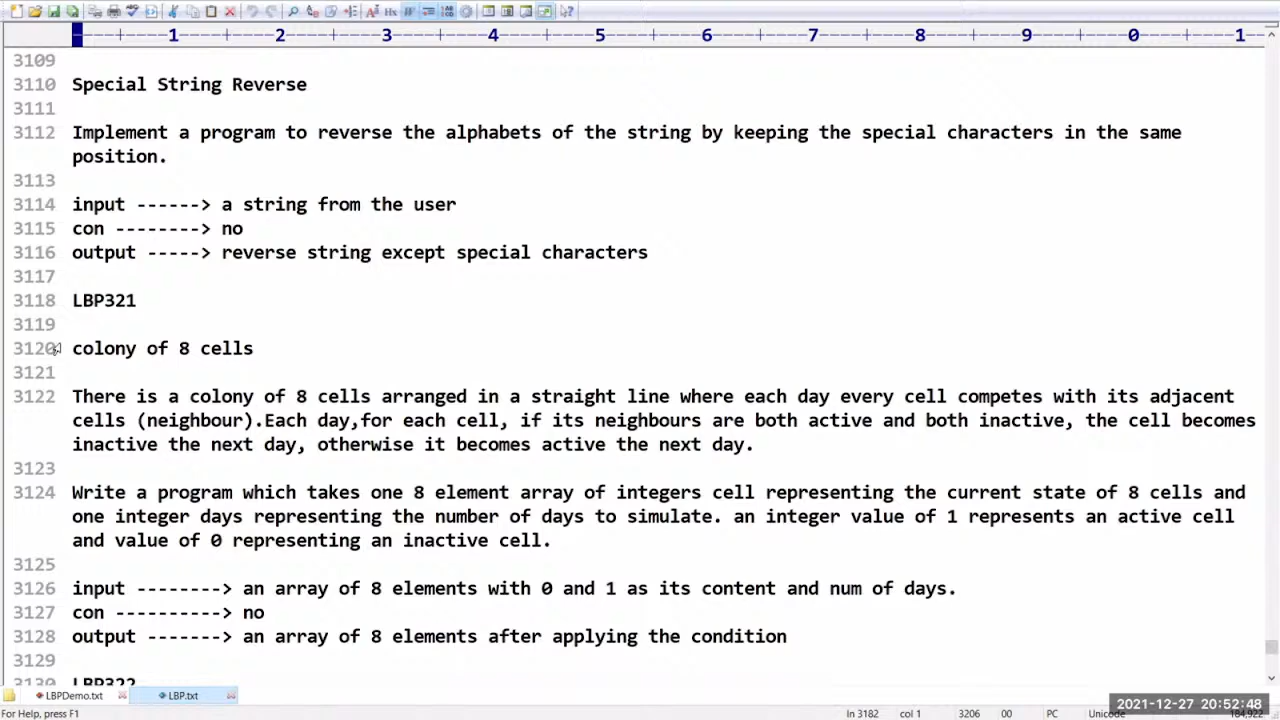 ---|---1---|---2---|---3---|---4---|---5---|---6---|---7---|---8---|---9---|---0---|---1
3109
3110 Special String Reverse
3111
3112 Implement a program to reverse the alphabets of the string by keeping the special characters in the same
position.
3113
3114 input ------> a string from the user
3115 con --------> no
3116 output -----> reverse string except special characters
3117
3118 LBP321
3119
3120 colony of 8 cells
3121
3122 There is a colony of 8 cells arranged in a straight line where each day every cell competes with its adjacent
cells (neighbour).Each day,for each cell, if its neighbours are both active and both inactive, the cell becomes
inactive the next day, otherwise it becomes active the next day.
3123
3124 Write a program which takes one 8 element array of integers cell representing the current state of 8 cells and
one integer days representing the number of days to simulate. an integer value of 1 represents an active cell
and value of 0 representing an inactive cell.
3125
3126 input --------> an array of 8 elements with 0 and 1 as its content and num of days.
3127 con ----------> no
3128 output -------> an array of 8 elements after applying the condition
3129
3130 LBP322
LBPDemo.txt LBP.txt
2021-12-27 20:52:48
For Help, press F1 ln 3182 col 1 3206 00 PC Unicode 184,922